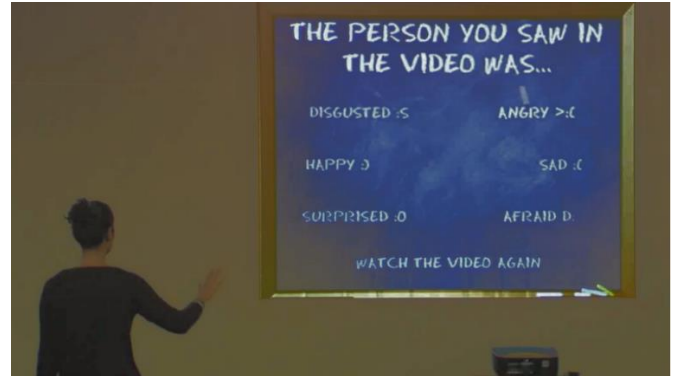 THE PERSON YOU SAW IN
THE VIDEO WAS...
DISGUSTED :S
ANGRY >:(
HAPPY :)
SAD :(
SURPRISED :O
AFRAID D:
WATCH THE VIDEO AGAIN